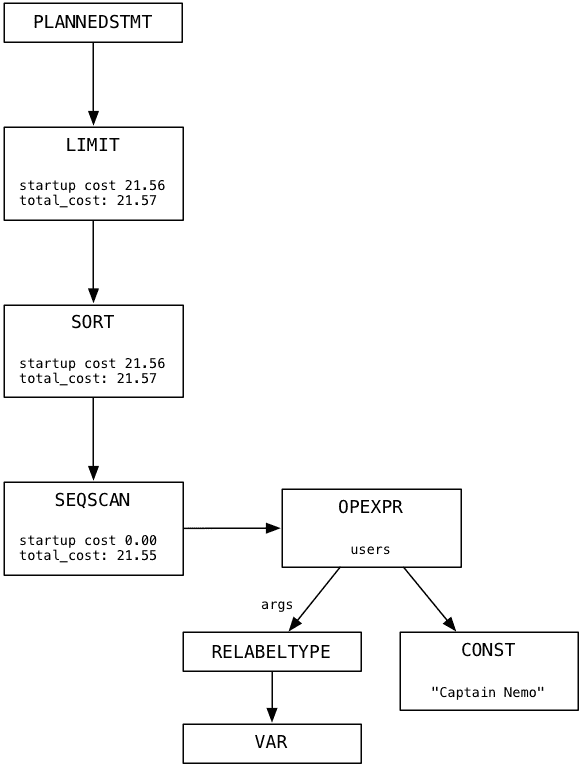 PLANNEDSTMT
LIMIT
startup cost 21.56
total_cost: 21.57
SORT
startup cost 21.56
total_cost: 21.57
SEQSCAN
startup cost 0.00
total_cost: 21.55
OPEXPR
users
args
RELABELTYPE
CONST
"Captain Nemo"
VAR